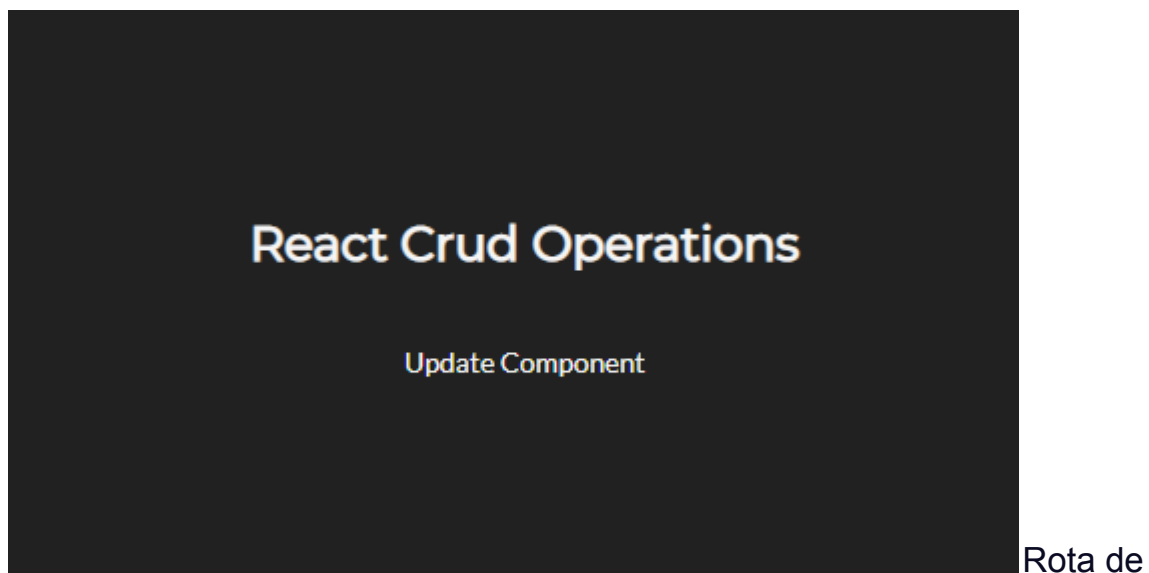 React Crud Operations
Update Component
Rota de